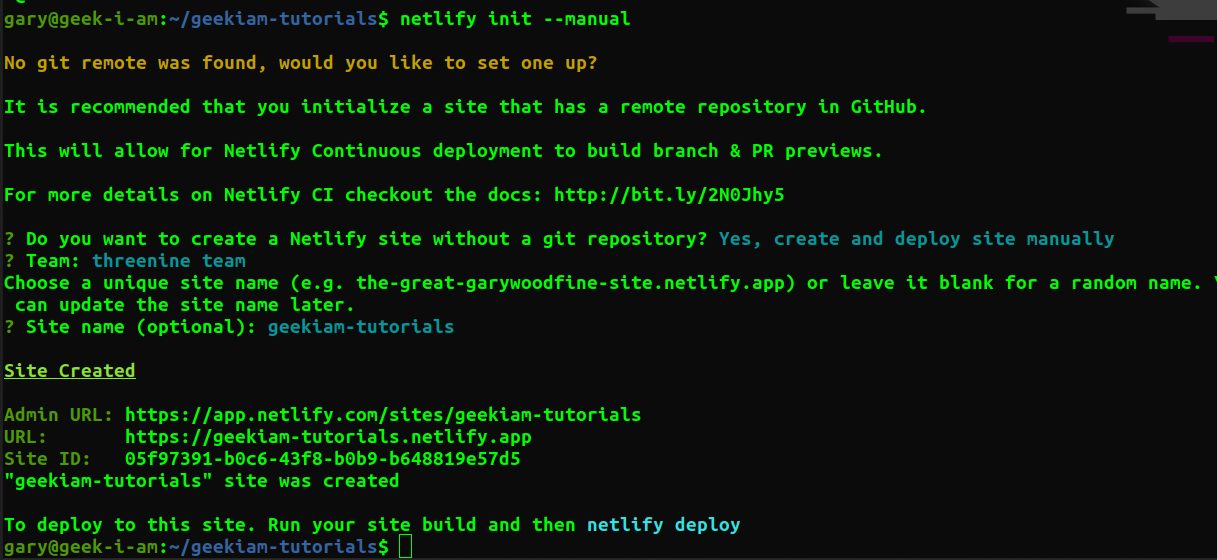 gary@geek-i-am:~/geekiam-tutorials$ netlify init --manual
No git remote was found, would you like to set one up?
It is recommended that you initialize a site that has a remote repository in GitHub.
This will allow for Netlify Continuous deployment to build branch & PR previews.
For more details on Netlify CI checkout the docs: http://bit.ly/2N0Jhy5
? Do you want to create a Netlify site without a git repository? Yes, create and deploy site manually
? Team: threenine team
Choose a unique site name (e.g. the-great-garywoodfine-site.netlify.app) or leave it blank for a random name.
can update the site name later.
? Site name (optional): geekiam-tutorials
Site Created
Admin URL: https://app.netlify.com/sites/geekiam-tutorials
URL: https://geekiam-tutorials.netlify.app
Site ID: 05f97391-b0c6-43f8-b0b9-b648819e57d5
"geekiam-tutorials" site was created
To deploy to this site. Run your site build and then netlify deploy
gary@geek-i-am:~/geekiam-tutorials$